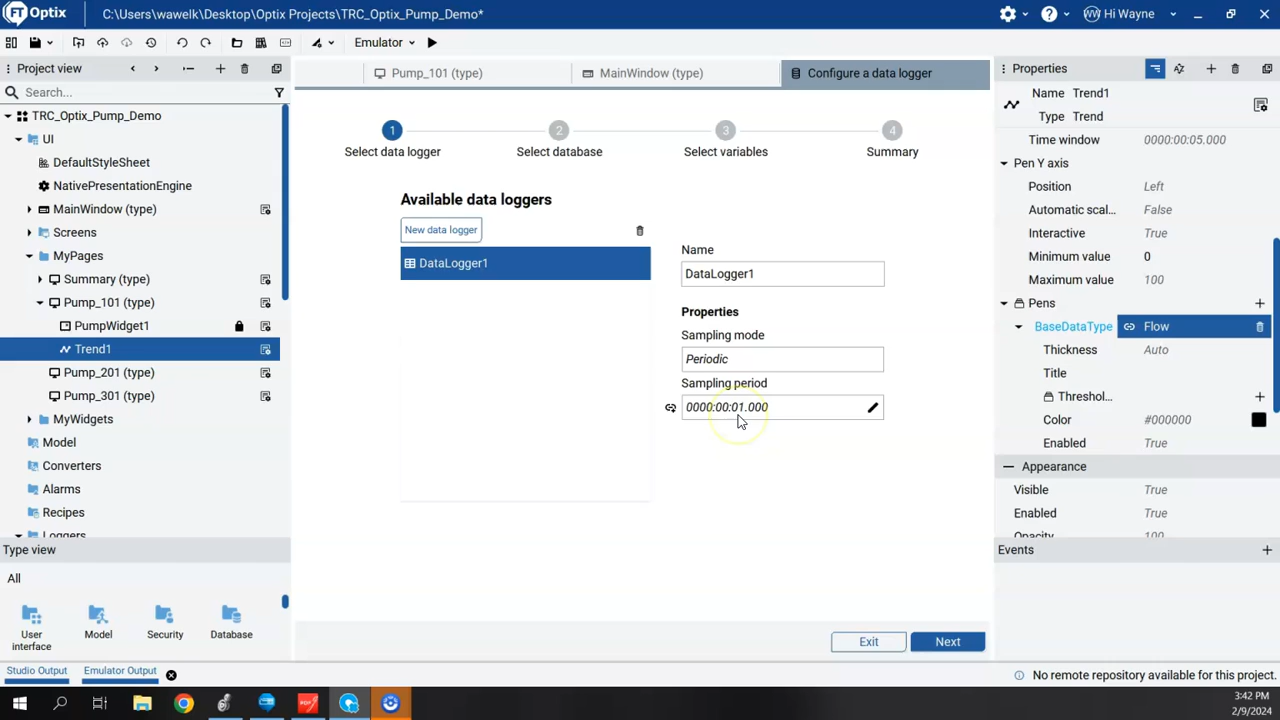 FTOptix
C:\Users\wawelk\Desktop\Optix Projects\TRC_Optix_Pump_Demo*
Hi Wayne
Emulator
Project view
Search...
TRC_Optix_Pump_Demo
UI
DefaultStyleSheet
NativePresentationEngine
MainWindow (type)
Screens
MyPages
Summary (type)
Pump_101 (type)
PumpWidget1
Trend1
Pump_201 (type)
Pump_301 (type)
MyWidgets
Model
Converters
Alarms
Recipes
Loggers
Type view
All
User interface
Model
Security
Database
Studio Output
Emulator Output
Pump_101 (type)
MainWindow (type)
Configure a data logger
1
2
3
4
Select data logger
Select database
Select variables
Summary
Available data loggers
New data logger
DataLogger1
Name
DataLogger1
Properties
Sampling mode
Periodic
Sampling period
0000:00:01.000
Exit
Next
Properties
Name Trend1
Type Trend
Time window 0000:00:05.000
Pen Y axis
Position Left
Automatic scal... False
Interactive True
Minimum value 0
Maximum value 100
Pens
BaseDataType Flow
Thickness Auto
Title
Threshol...
Color #000000
Enabled True
Appearance
Visible True
Enabled True
Opacity 100
Events
No remote repository available for this project.
3:42 PM
2/9/2024